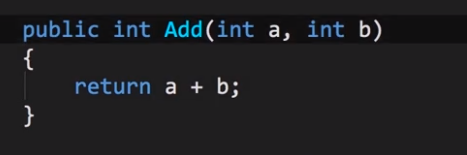 public int Add(int a, int b)
{
    return a + b;
}